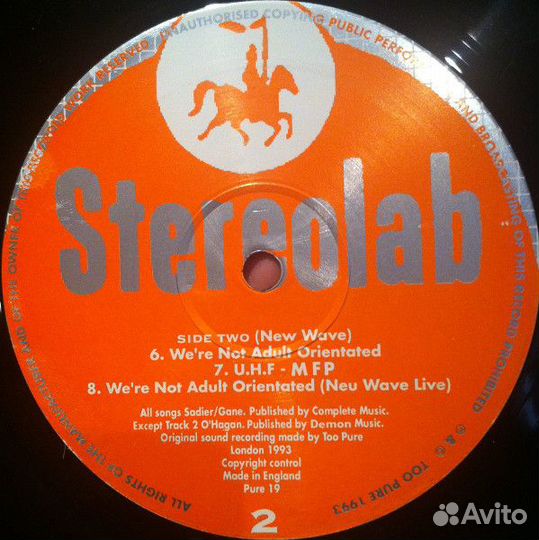 ALL RIGHTS OF THE MANUFACTURER AND OF THE OWNER OF THIS RECORDED WORK RESERVED UNAUTHORISED COPYING PUBLIC PERFOR AND BROADCASTING OF THIS RECORD PROHIBITED
Stereolab
SIDE TWO (New Wave)
6. We're Not Adult Orientated
7. U.H.F - MFP
8. We're Not Adult Orientated (Neu Wave Live)
All songs Sadier/Gane. Published by Complete Music.
Except Track 2 O'Hagan. Published by Demon Music.
Original sound recording made by Too Pure
London 1993
Copyright control
Made in England
Pure 19
2
℗ & © TOO PURE 1993
Avito